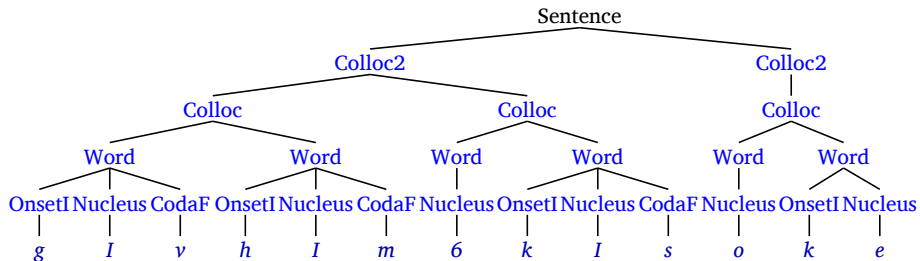 Sentence
Colloc2 Colloc2
Colloc Colloc Colloc
Word Word Word Word Word Word
OnsetI Nucleus CodaF OnsetI Nucleus CodaF Nucleus OnsetI Nucleus CodaF Nucleus OnsetI Nucleus
g I v h I m 6 k I s o k e